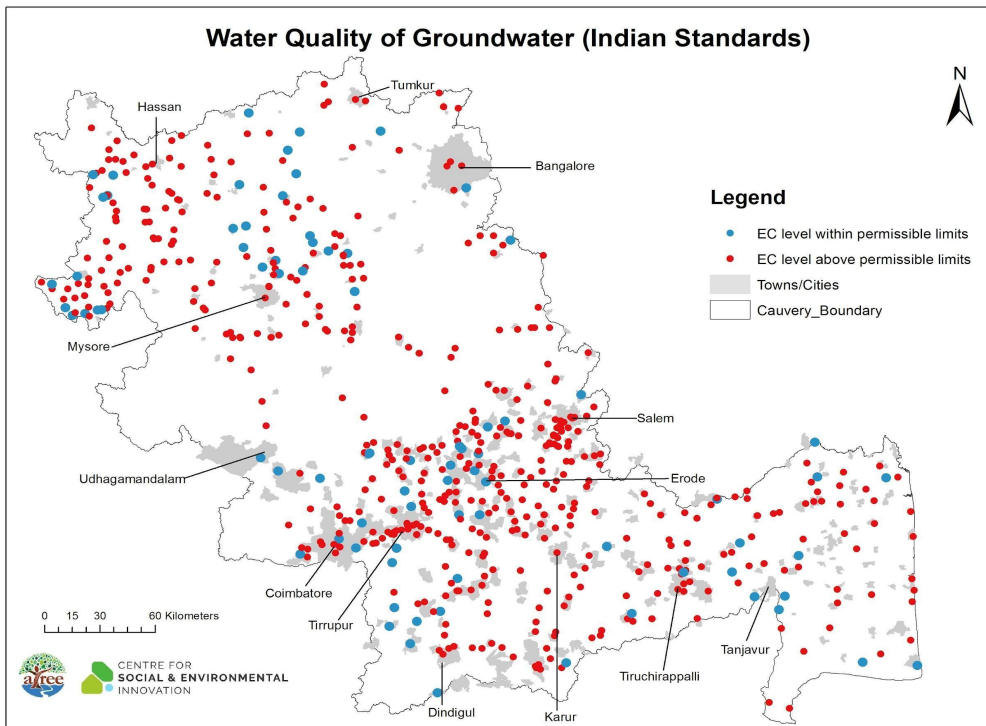 Water Quality of Groundwater (Indian Standards)
N
Tumkur
Hassan
Bangalore
Legend
EC level within permissible limits
EC level above permissible limits
Towns/Cities
Cauvery_Boundary
Mysore
Salem
Udhagamandalam
Erode
Coimbatore
Tirrupur
Tanjavur
Tiruchirappalli
Dindigul
Karur
0 15 30 60 Kilometers
atree
CENTRE FOR
SOCIAL & ENVIRONMENTAL
INNOVATION